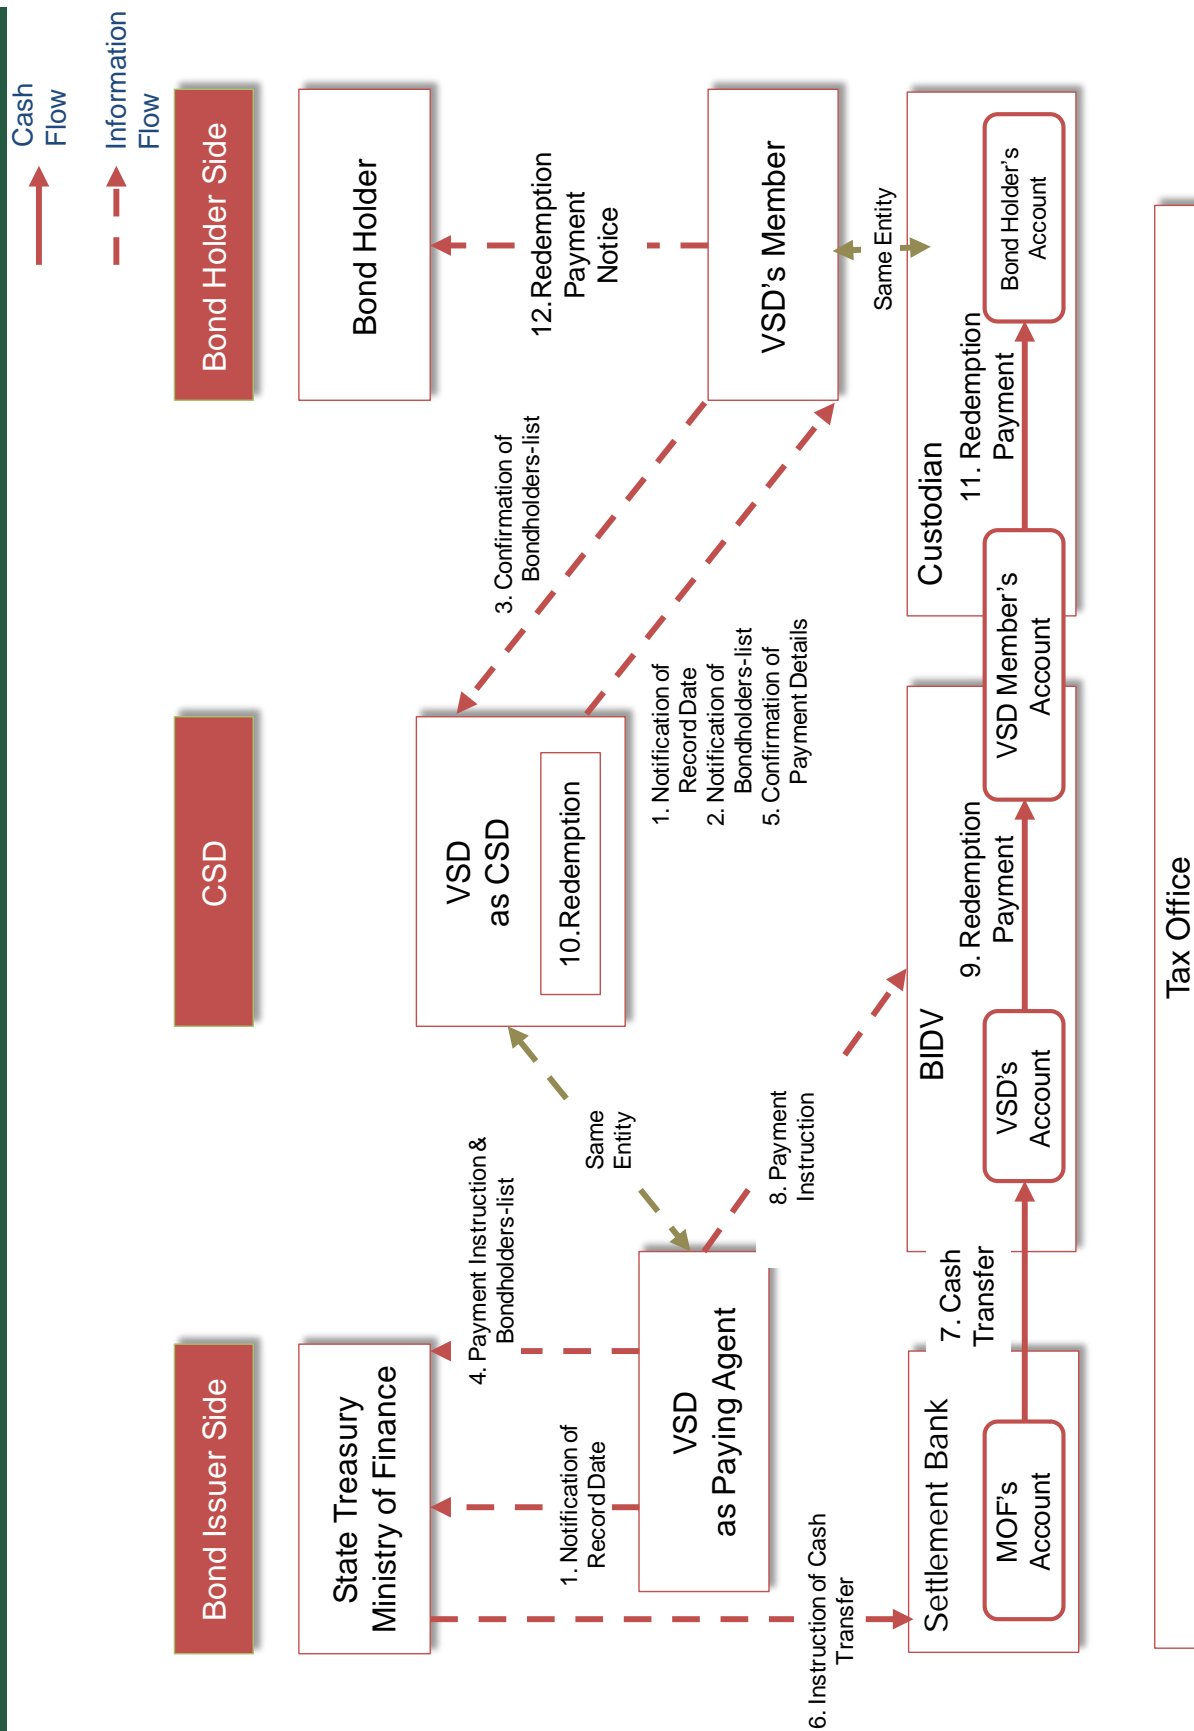 Cash
Flow
Information
Flow
Bond Issuer Side
CSD
Bond Holder Side
State Treasury
Ministry of Finance
Bond Holder
1. Notification of
Record Date
4. Payment Instruction &
Bondholders-list
VSD
as CSD
10.Redemption
3. Confirmation of
Bondholders-list
12. Redemption
Payment
Notice
Same
Entity
1. Notification of
Record Date
2. Notification of
Bondholders-list
5. Confirmation of
Payment Details
VSD
as Paying Agent
VSD's Member
6. Instruction of Cash
Transfer
8. Payment
Instruction
Same Entity
Settlement Bank
MOF's
Account
7. Cash
Transfer
BIDV
VSD's
Account
9. Redemption
Payment
VSD Member's
Account
Custodian
11. Redemption
Payment
Bond Holder's
Account
Tax Office